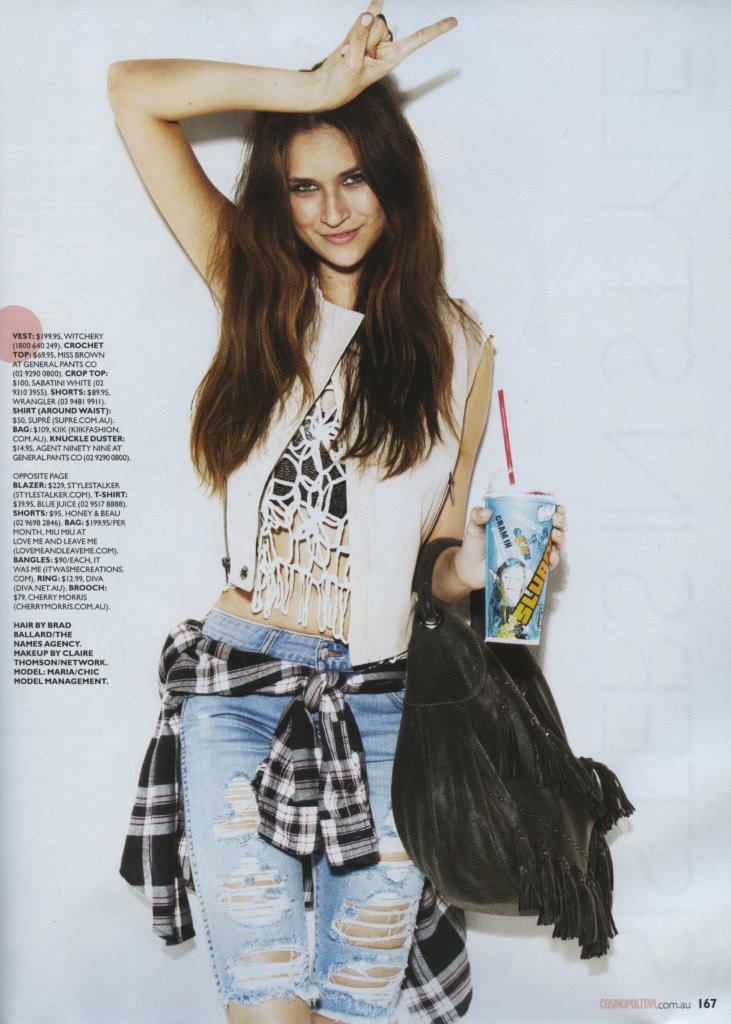 VEST: $199.95, WITCHERY
(1800 640 249). CROCHET
TOP: $69.95, MISS BROWN
AT GENERAL PANTS CO
(02 9290 0800). CROP TOP:
$100, SABATINI WHITE (02
9310 3955). SHORTS: $89.95,
WRANGLER (03 9481 9911).
SHIRT (AROUND WAIST):
$50, SUPRÉ (SUPRE.COM.AU).
BAG: $109, KIIK (KIIKFASHION.
COM.AU). KNUCKLE DUSTER:
$14.95, AGENT NINETY NINE AT
GENERAL PANTS CO (02 9290 0800).
OPPOSITE PAGE
BLAZER: $229, STYLESTALKER
(STYLESTALKER.COM). T-SHIRT:
$39.95, BLUE JUICE (02 9517 8888).
SHORTS: $95, HONEY & BEAU
(02 9698 2846). BAG: $199.95/PER
MONTH, MIU MIU AT
LOVE ME AND LEAVE ME
(LOVEMEANDLEAVEME.COM).
BANGLES: $90/EACH, IT
WAS ME (ITWASMECREATIONS.
COM). RING: $12.99, DIVA
(DIVA.NET.AU). BROOCH:
$79, CHERRY MORRIS
(CHERRYMORRIS.COM.AU).
HAIR BY BRAD
BALLARD/THE
NAMES AGENCY.
MAKEUP BY CLAIRE
THOMSON/NETWORK.
MODEL: MARIA/CHIC
MODEL MANAGEMENT.
CRAM IN
SLURP
COSMOPOLITAN.com.au 167